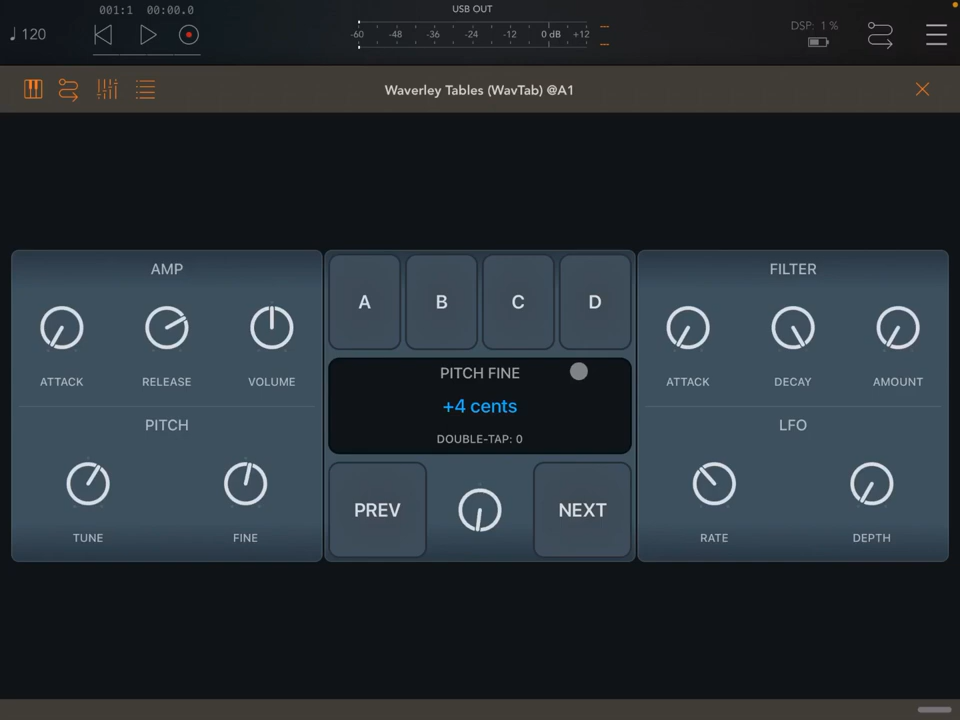 001:1 00:00.0
USB OUT
♩120
-60 -48 -36 -24 -12 0 dB +12
DSP: 1 %
Waverley Tables (WavTab) @A1
AMP
A B C D
FILTER
ATTACK RELEASE VOLUME
PITCH FINE
+4 cents
DOUBLE-TAP: 0
ATTACK DECAY AMOUNT
PITCH
LFO
PREV NEXT
TUNE FINE
RATE DEPTH